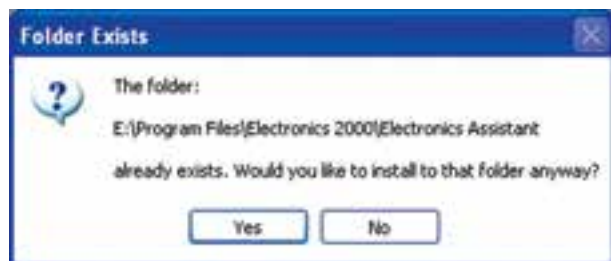 Folder Exists
The folder:
E:\Program Files\Electronics 2000\Electronics Assistant
already exists. Would you like to install to that folder anyway?
Yes
No